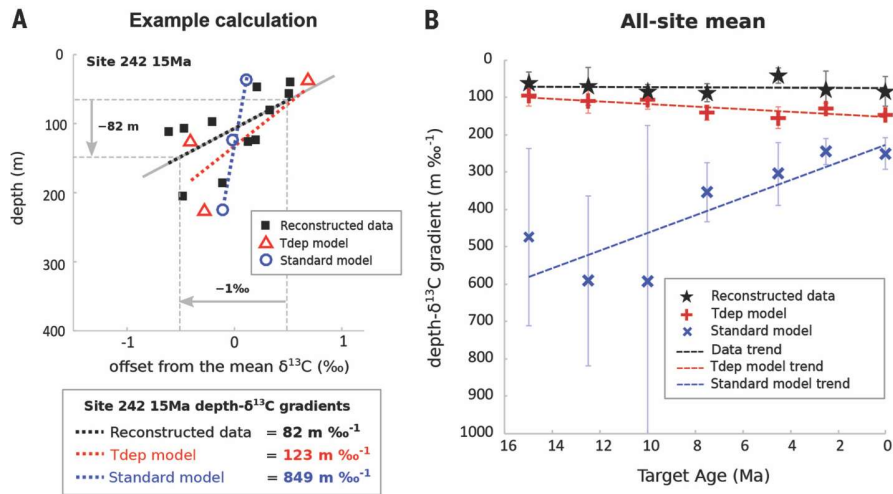 A
Example calculation
Site 242 15Ma
0
100
200
300
400
depth (m)
−82 m
Reconstructed data
Tdep model
Standard model
−1‰
-1
0
1
offset from the mean δ¹³C (‰)
Site 242 15Ma depth-δ¹³C gradients
Reconstructed data = 82 m ‰⁻¹
Tdep model = 123 m ‰⁻¹
Standard model = 849 m ‰⁻¹
B
All-site mean
0
100
200
300
400
500
600
700
800
900
1000
depth-δ¹³C gradient (m ‰⁻¹)
Reconstructed data
Tdep model
Standard model
Data trend
Tdep model trend
Standard model trend
16 14 12 10 8 6 4 2 0
Target Age (Ma)